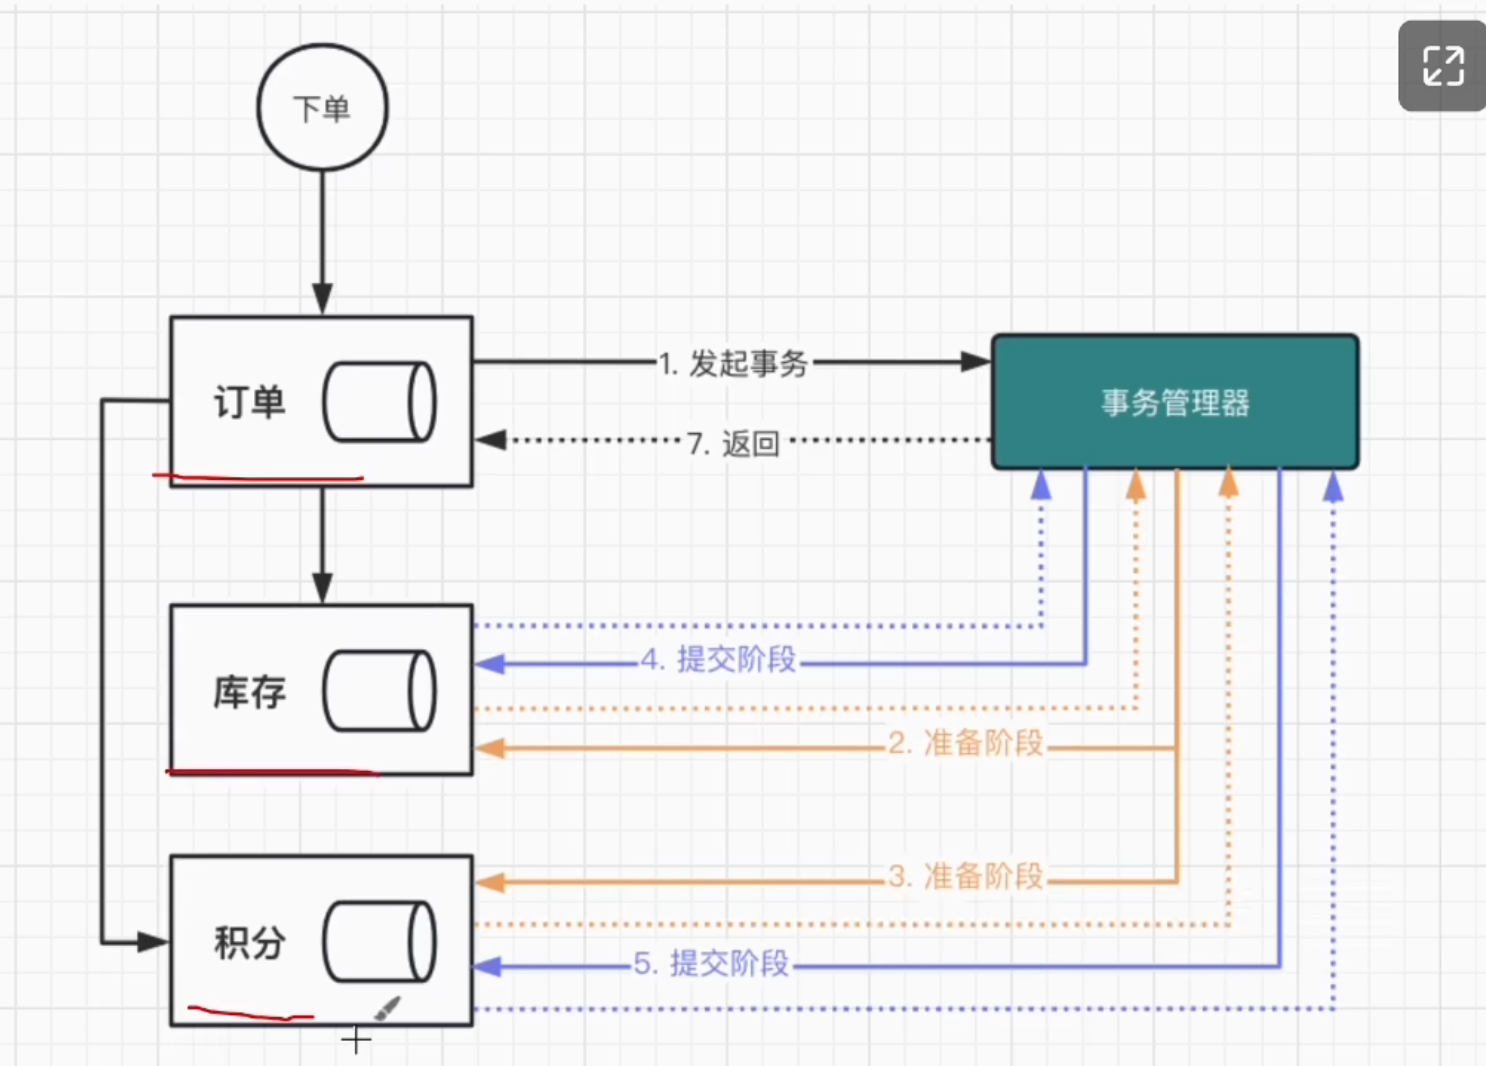 下单
订单
1. 发起事务
事务管理器
7. 返回
4. 提交阶段
库存
2. 准备阶段
3. 准备阶段
积分
5. 提交阶段